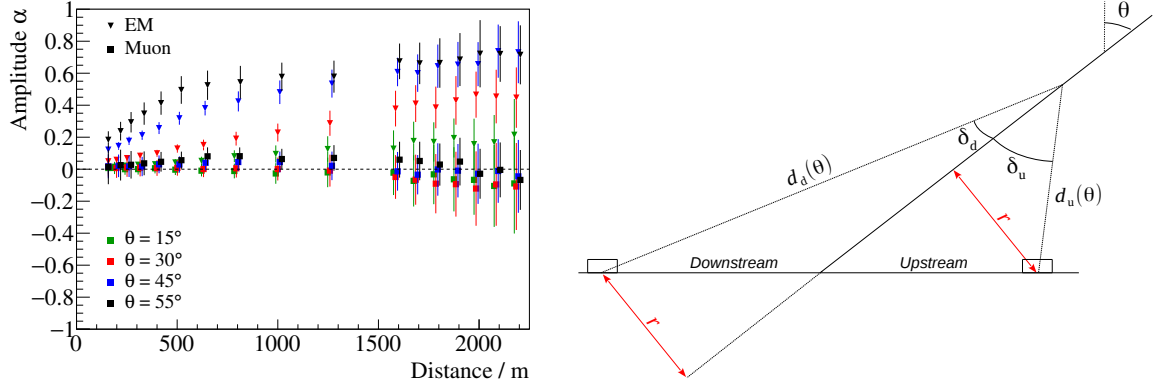 Amplitude α
1
0.8
0.6
0.4
0.2
0
−0.2
−0.4
−0.6
−0.8
−1
EM
Muon
θ = 15°
θ = 30°
θ = 45°
θ = 55°
0 500 1000 1500 2000
Distance / m
θ
δd
δu
dd(θ)
du(θ)
r
Downstream Upstream
r